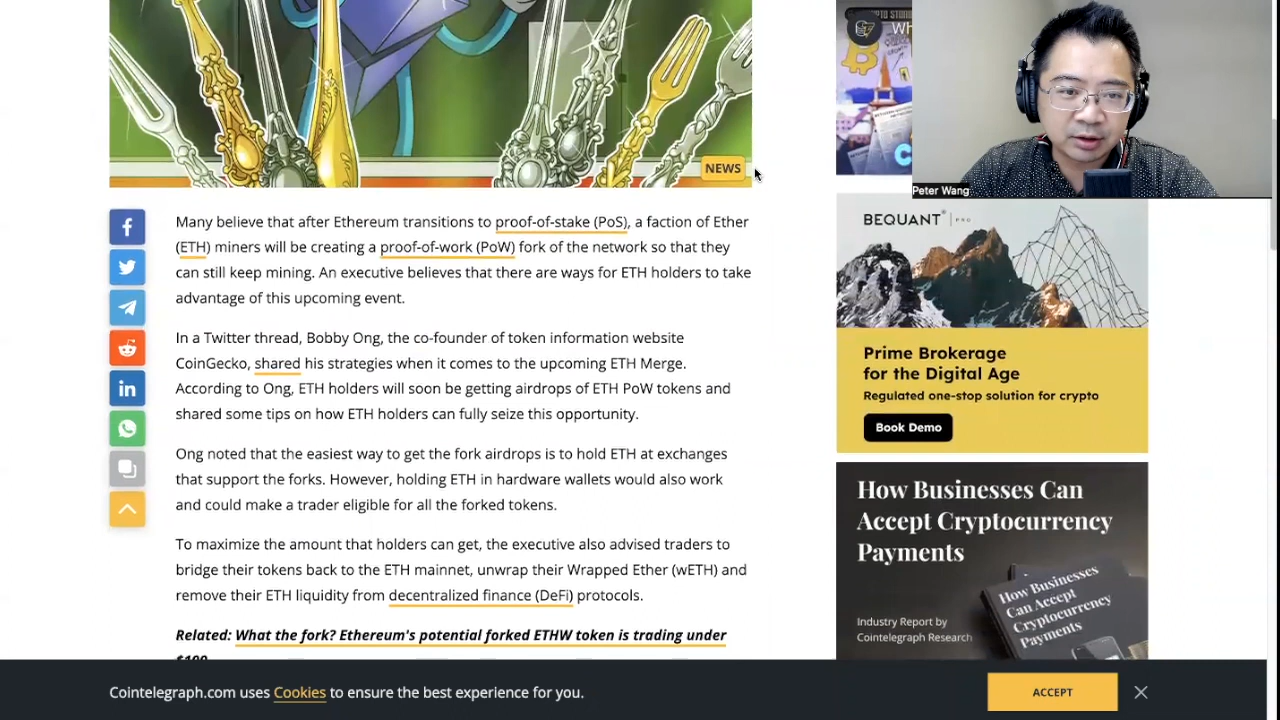 NEWS
Many believe that after Ethereum transitions to proof-of-stake (PoS), a faction of Ether
(ETH) miners will be creating a proof-of-work (PoW) fork of the network so that they
can still keep mining. An executive believes that there are ways for ETH holders to take
advantage of this upcoming event.
In a Twitter thread, Bobby Ong, the co-founder of token information website
CoinGecko, shared his strategies when it comes to the upcoming ETH Merge.
According to Ong, ETH holders will soon be getting airdrops of ETH PoW tokens and
shared some tips on how ETH holders can fully seize this opportunity.
Ong noted that the easiest way to get the fork airdrops is to hold ETH at exchanges
that support the forks. However, holding ETH in hardware wallets would also work
and could make a trader eligible for all the forked tokens.
To maximize the amount that holders can get, the executive also advised traders to
bridge their tokens back to the ETH mainnet, unwrap their Wrapped Ether (wETH) and
remove their ETH liquidity from decentralized finance (DeFi) protocols.
Related: What the fork? Ethereum's potential forked ETHW token is trading under
$100
Peter Wang
BEQUANT PRO
Prime Brokerage
for the Digital Age
Regulated one-stop solution for crypto
Book Demo
How Businesses Can
Accept Cryptocurrency
Payments
How Businesses
Can Accept
Cryptocurrency
Payments
Industry Report by
Cointelegraph Research
Cointelegraph.com uses Cookies to ensure the best experience for you.
ACCEPT